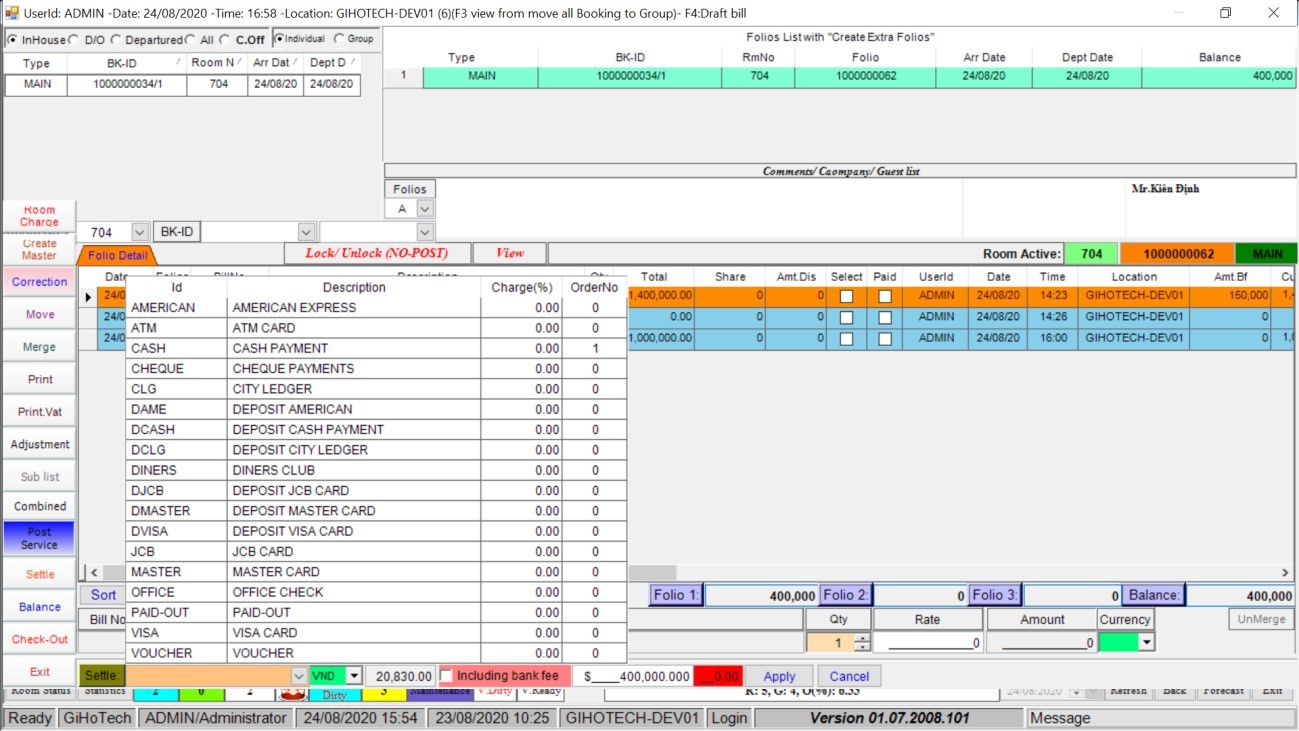 UserId: ADMIN -Date: 24/08/2020 -Time: 16:58 -Location: GIHOTECH-DEV01 (6)(F3 view from move all Booking to Group)- F4:Draft bill
InHouse D/O Departured All C.Off Individual Group
Type BK-ID Room N Arr Dat Dept D
MAIN 1000000034/1 704 24/08/20 24/08/20
Folios List with "Create Extra Folios"
Type BK-ID RmNo Folio Arr Date Dept Date Balance
1 MAIN 1000000034/1 704 1000000062 24/08/20 24/08/20 400,000
Comments/ Caompany/ Guest list
Folios
A
Mr.Kiên Định
704 BK-ID
Room Charge
Create Master
Correction
Move
Merge
Print
Print.Vat
Adjustment
Sub list
Combined
Post Service
Settle
Balance
Check-Out
Exit
Folio Detail Lock/ Unlock (NO-POST) View Room Active: 704 1000000062 MAIN
Date Folios BillNo Description Qty Total Share Amt.Dis Select Paid UserId Date Time Location Amt.Bf Cu
24/0 1,400,000.00 0 0 ADMIN 24/08/20 14:23 GIHOTECH-DEV01 150,000 1,
24/0 0.00 0 0 ADMIN 24/08/20 14:26 GIHOTECH-DEV01 0
24/0 1,000,000.00 0 0 ADMIN 24/08/20 16:00 GIHOTECH-DEV01 0 1,
Id Description Charge(%) OrderNo
AMERICAN AMERICAN EXPRESS 0.00 0
ATM ATM CARD 0.00 0
CASH CASH PAYMENT 0.00 1
CHEQUE CHEQUE PAYMENTS 0.00 0
CLG CITY LEDGER 0.00 0
DAME DEPOSIT AMERICAN 0.00 0
DCASH DEPOSIT CASH PAYMENT 0.00 0
DCLG DEPOSIT CITY LEDGER 0.00 0
DINERS DINERS CLUB 0.00 0
DJCB DEPOSIT JCB CARD 0.00 0
DMASTER DEPOSIT MASTER CARD 0.00 0
DVISA DEPOSIT VISA CARD 0.00 0
JCB JCB CARD 0.00 0
MASTER MASTER CARD 0.00 0
OFFICE OFFICE CHECK 0.00 0
PAID-OUT PAID-OUT 0.00 0
VISA VISA CARD 0.00 0
VOUCHER VOUCHER 0.00 0
Sort Folio 1: 400,000 Folio 2: 0 Folio 3: 0 Balance: 400,000
Bill No Qty Rate Amount Currency UnMerge
1 0 0
Settle: VND 20,830.00 Including bank fee $____400,000.000 __0.00 Apply Cancel
Room Status Statistics 2 0 2 Dirty 3 Maintenance V.Dirty V.Ready K: 5, G: 4, O(%): 6.33 24/08/2020 Refresh Back Forecast Exit
Ready GiHoTech ADMIN/Administrator 24/08/2020 15:54 23/08/2020 10:25 GIHOTECH-DEV01 Login Version 01.07.2008.101 Message